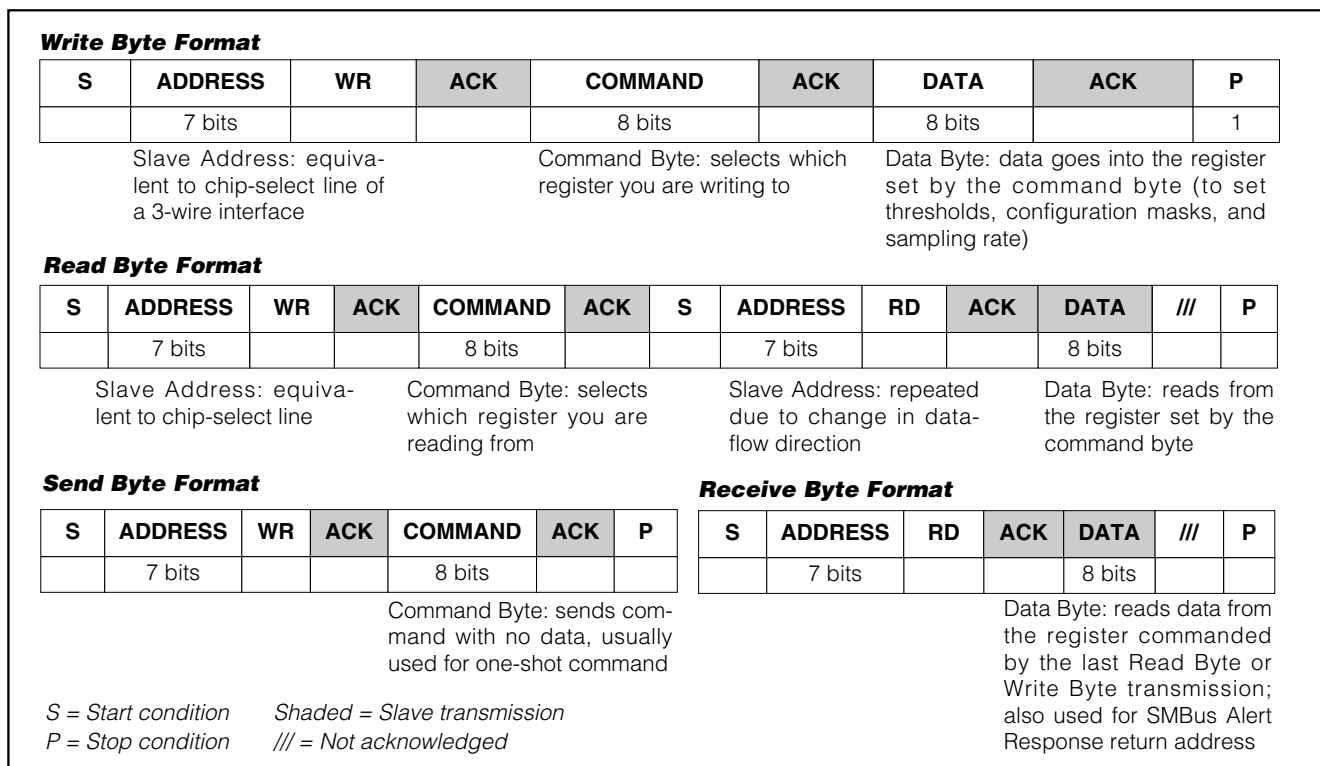 Write Byte Format
S ADDRESS WR ACK COMMAND ACK DATA ACK P
7 bits 8 bits 8 bits 1
Slave Address: equiva-
lent to chip-select line of
a 3-wire interface
Command Byte: selects which
register you are writing to
Data Byte: data goes into the register
set by the command byte (to set
thresholds, configuration masks, and
sampling rate)
Read Byte Format
S ADDRESS WR ACK COMMAND ACK S ADDRESS RD ACK DATA /// P
7 bits 8 bits 7 bits 8 bits
Slave Address: equiva-
lent to chip-select line
Command Byte: selects
which register you are
reading from
Slave Address: repeated
due to change in data-
flow direction
Data Byte: reads from
the register set by the
command byte
Send Byte Format
S ADDRESS WR ACK COMMAND ACK P
7 bits 8 bits
Command Byte: sends com-
mand with no data, usually
used for one-shot command
Receive Byte Format
S ADDRESS RD ACK DATA /// P
7 bits 8 bits
Data Byte: reads data from
the register commanded
by the last Read Byte or
Write Byte transmission;
also used for SMBus Alert
Response return address
S = Start condition Shaded = Slave transmission
P = Stop condition /// = Not acknowledged